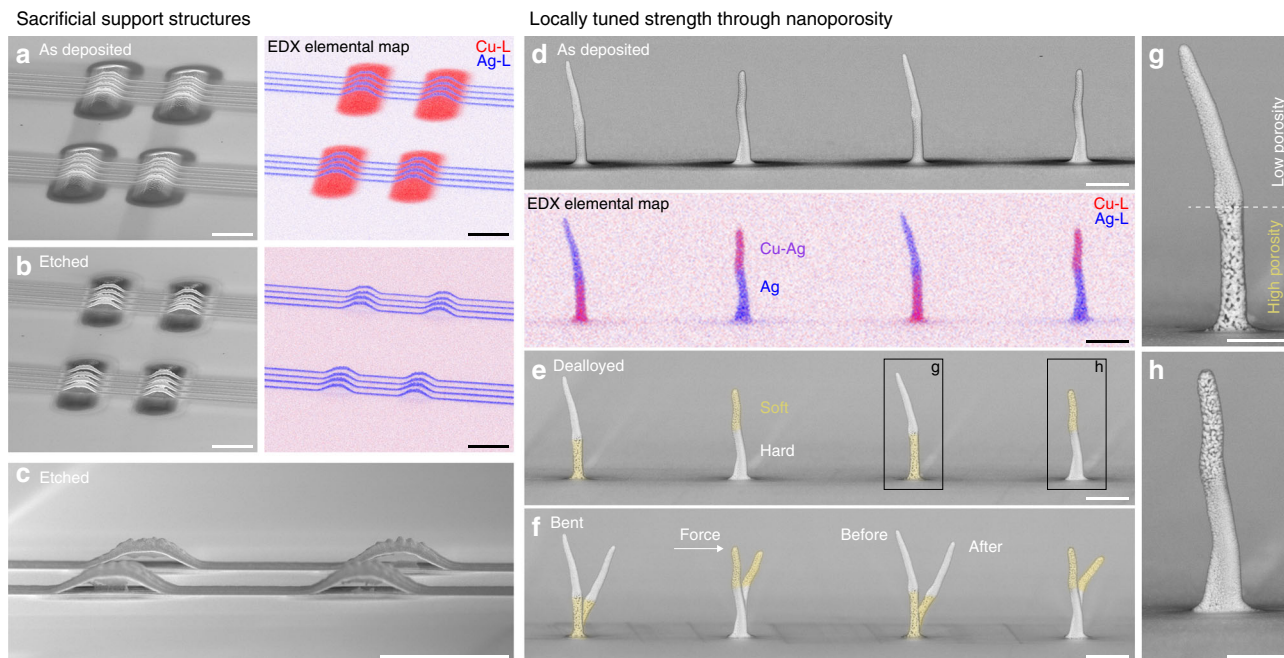 Sacrificial support structures
Locally tuned strength through nanoporosity
a As deposited
EDX elemental map
Cu-L
Ag-L
b Etched
c Etched
d As deposited
EDX elemental map
Cu-L
Ag-L
Cu-Ag
Ag
e Dealloyed
g
h
Soft
Hard
f Bent
Force
Before
After
g
Low porosity
High porosity
h